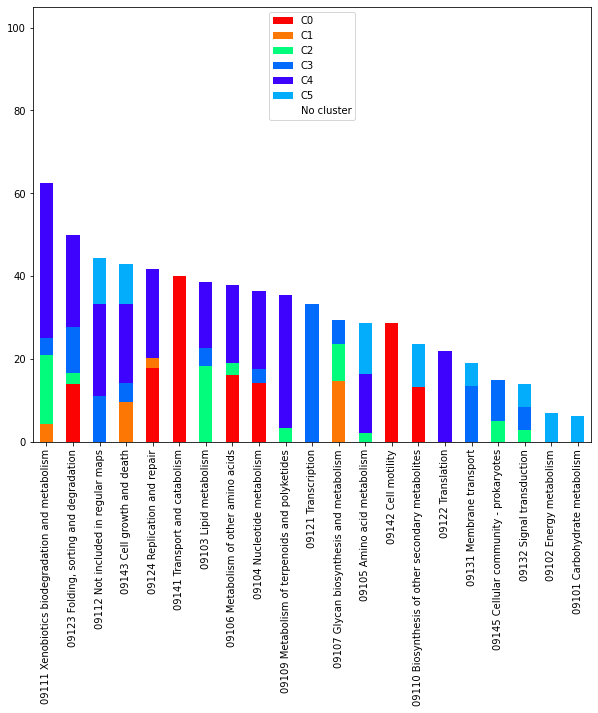 100
80
60
40
20
0
C0
C1
C2
C3
C4
C5
No cluster
09111 Xenobiotics biodegradation and metabolism
09123 Folding, sorting and degradation
09112 Not included in regular maps
09143 Cell growth and death
09124 Replication and repair
09141 Transport and catabolism
09103 Lipid metabolism
09106 Metabolism of other amino acids
09104 Nucleotide metabolism
09109 Metabolism of terpenoids and polyketides
09121 Transcription
09107 Glycan biosynthesis and metabolism
09105 Amino acid metabolism
09142 Cell motility
09110 Biosynthesis of other secondary metabolites
09122 Translation
09131 Membrane transport
09145 Cellular community - prokaryotes
09132 Signal transduction
09102 Energy metabolism
09101 Carbohydrate metabolism